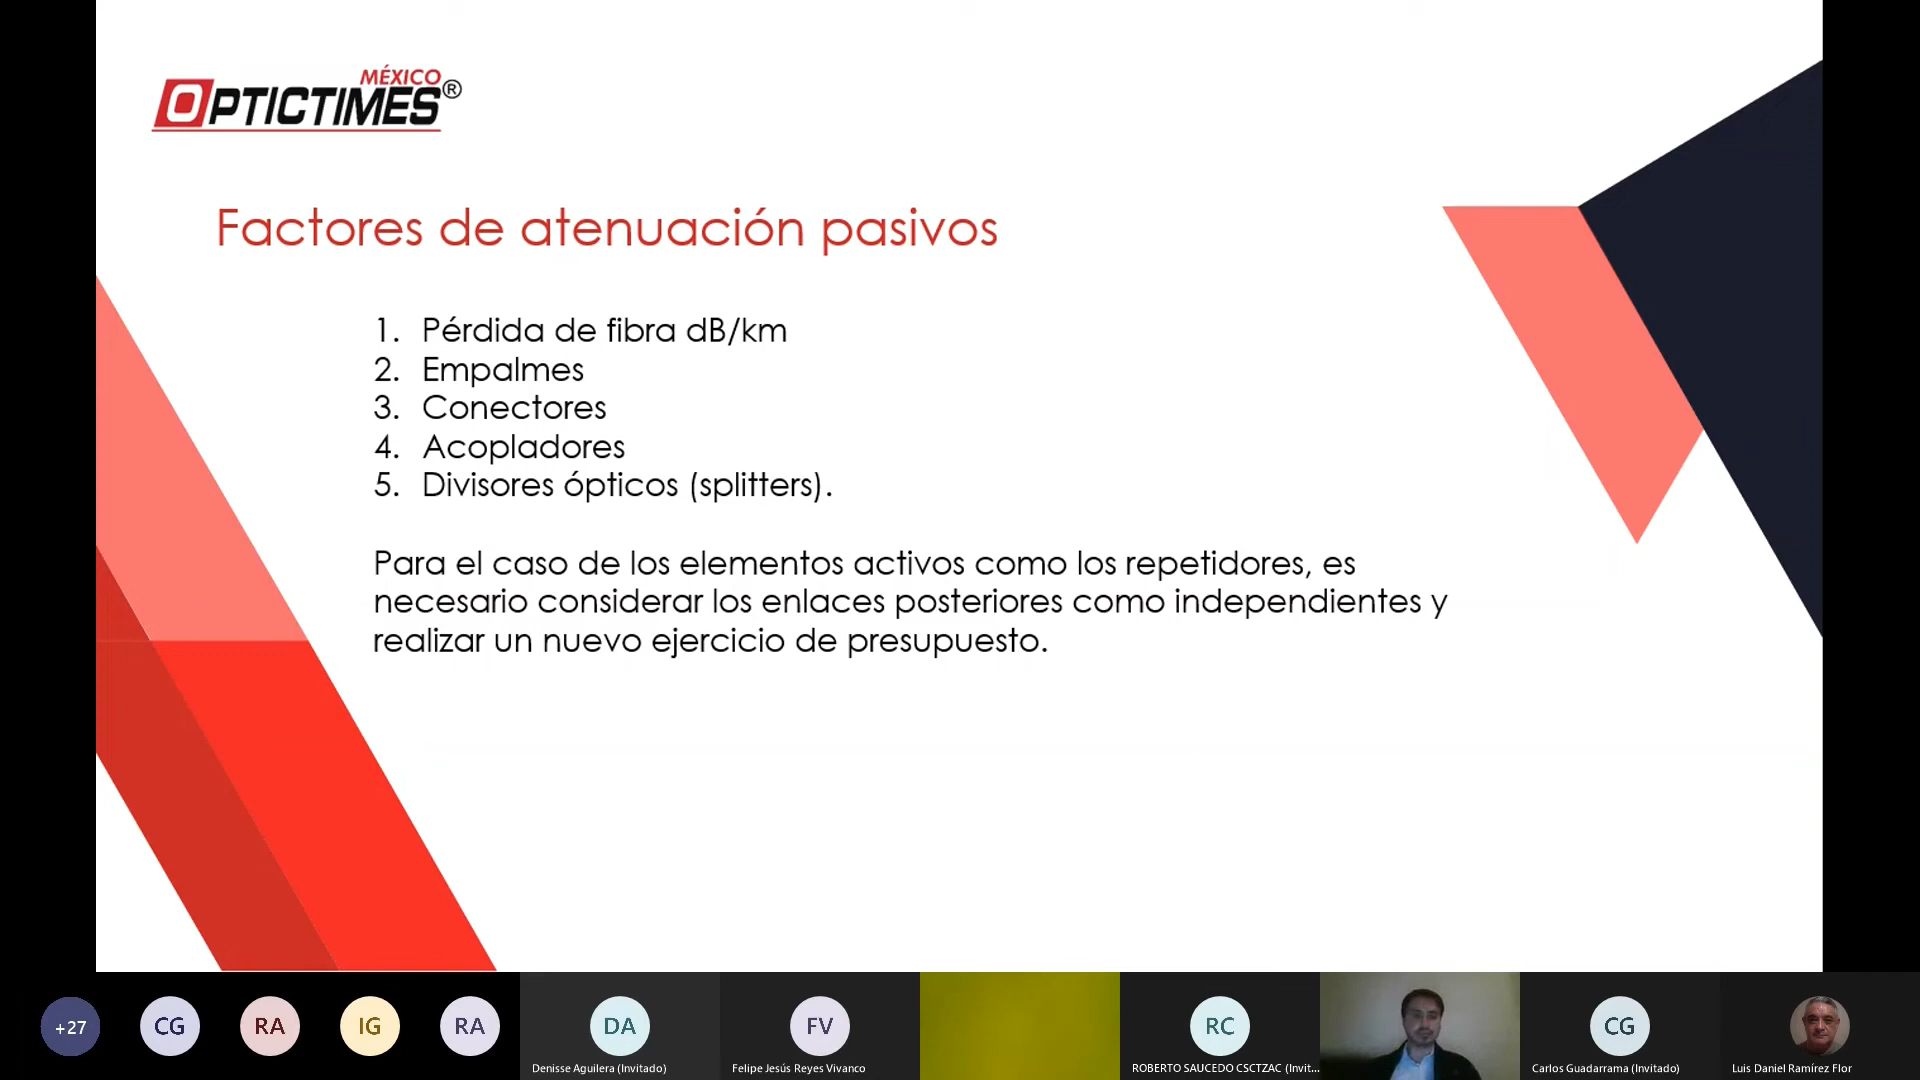 MÉXICO
OPTICTIMES®
Factores de atenuación pasivos
1. Pérdida de fibra dB/km
2. Empalmes
3. Conectores
4. Acopladores
5. Divisores ópticos (splitters).
Para el caso de los elementos activos como los repetidores, es
necesario considerar los enlaces posteriores como independientes y
realizar un nuevo ejercicio de presupuesto.
+27
CG
RA
IG
RA
DA
FV
RC
CG
Denisse Aguilera (Invitado)
Felipe Jesús Reyes Vivanco
ROBERTO SAUCEDO CSCTZAC (Invit...
Carlos Guadarrama (Invitado)
Luis Daniel Ramírez Flor